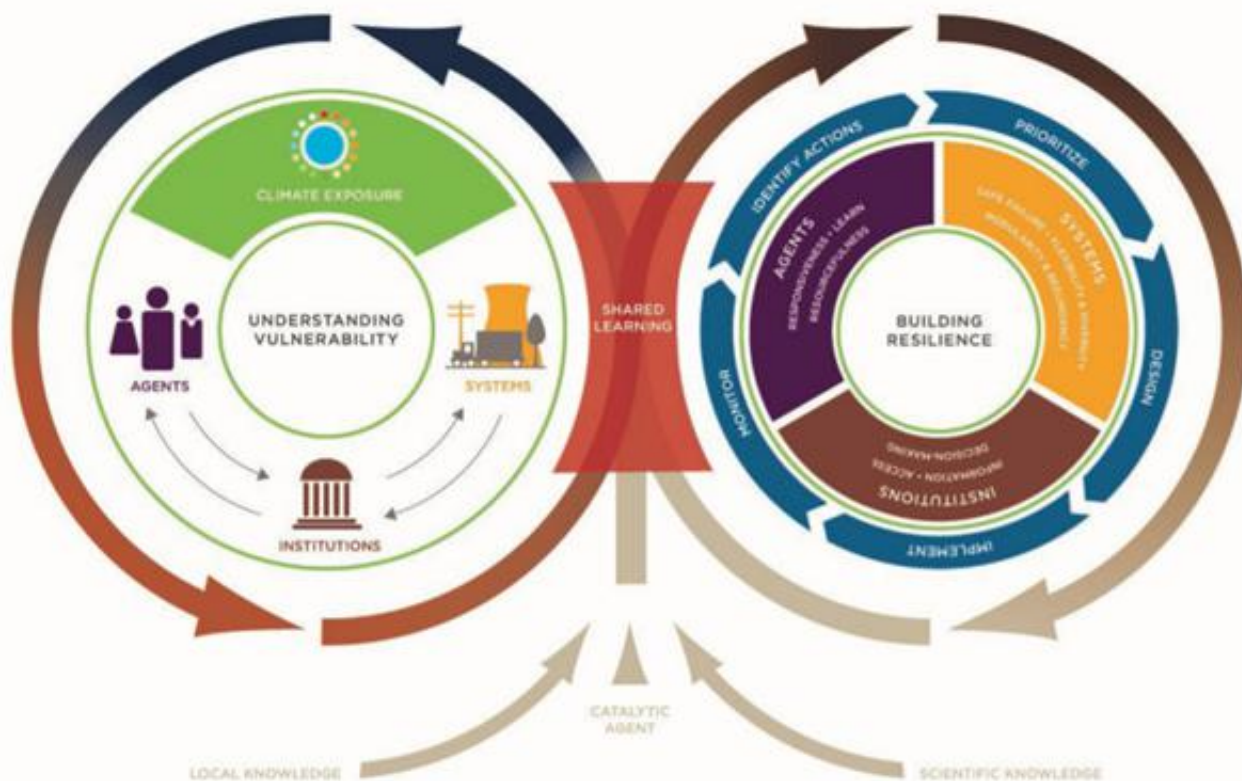 CLIMATE EXPOSURE
UNDERSTANDING
VULNERABILITY
AGENTS
SYSTEMS
INSTITUTIONS
SHARED
LEARNING
IDENTIFY ACTIONS
PRIORITIZE
DESIGN
IMPLEMENT
MONITOR
AGENTS
RESPONSIVENESS • LEARN
RESOURCEFULNESS
SYSTEMS
SAFE FAILURE • FLEXIBILITY & DIVERSITY
MODULARITY & REDUNDANCY
INSTITUTIONS
INFORMATION • ACCESS
DECISION-MAKING
BUILDING
RESILIENCE
CATALYTIC
AGENT
LOCAL KNOWLEDGE
SCIENTIFIC KNOWLEDGE